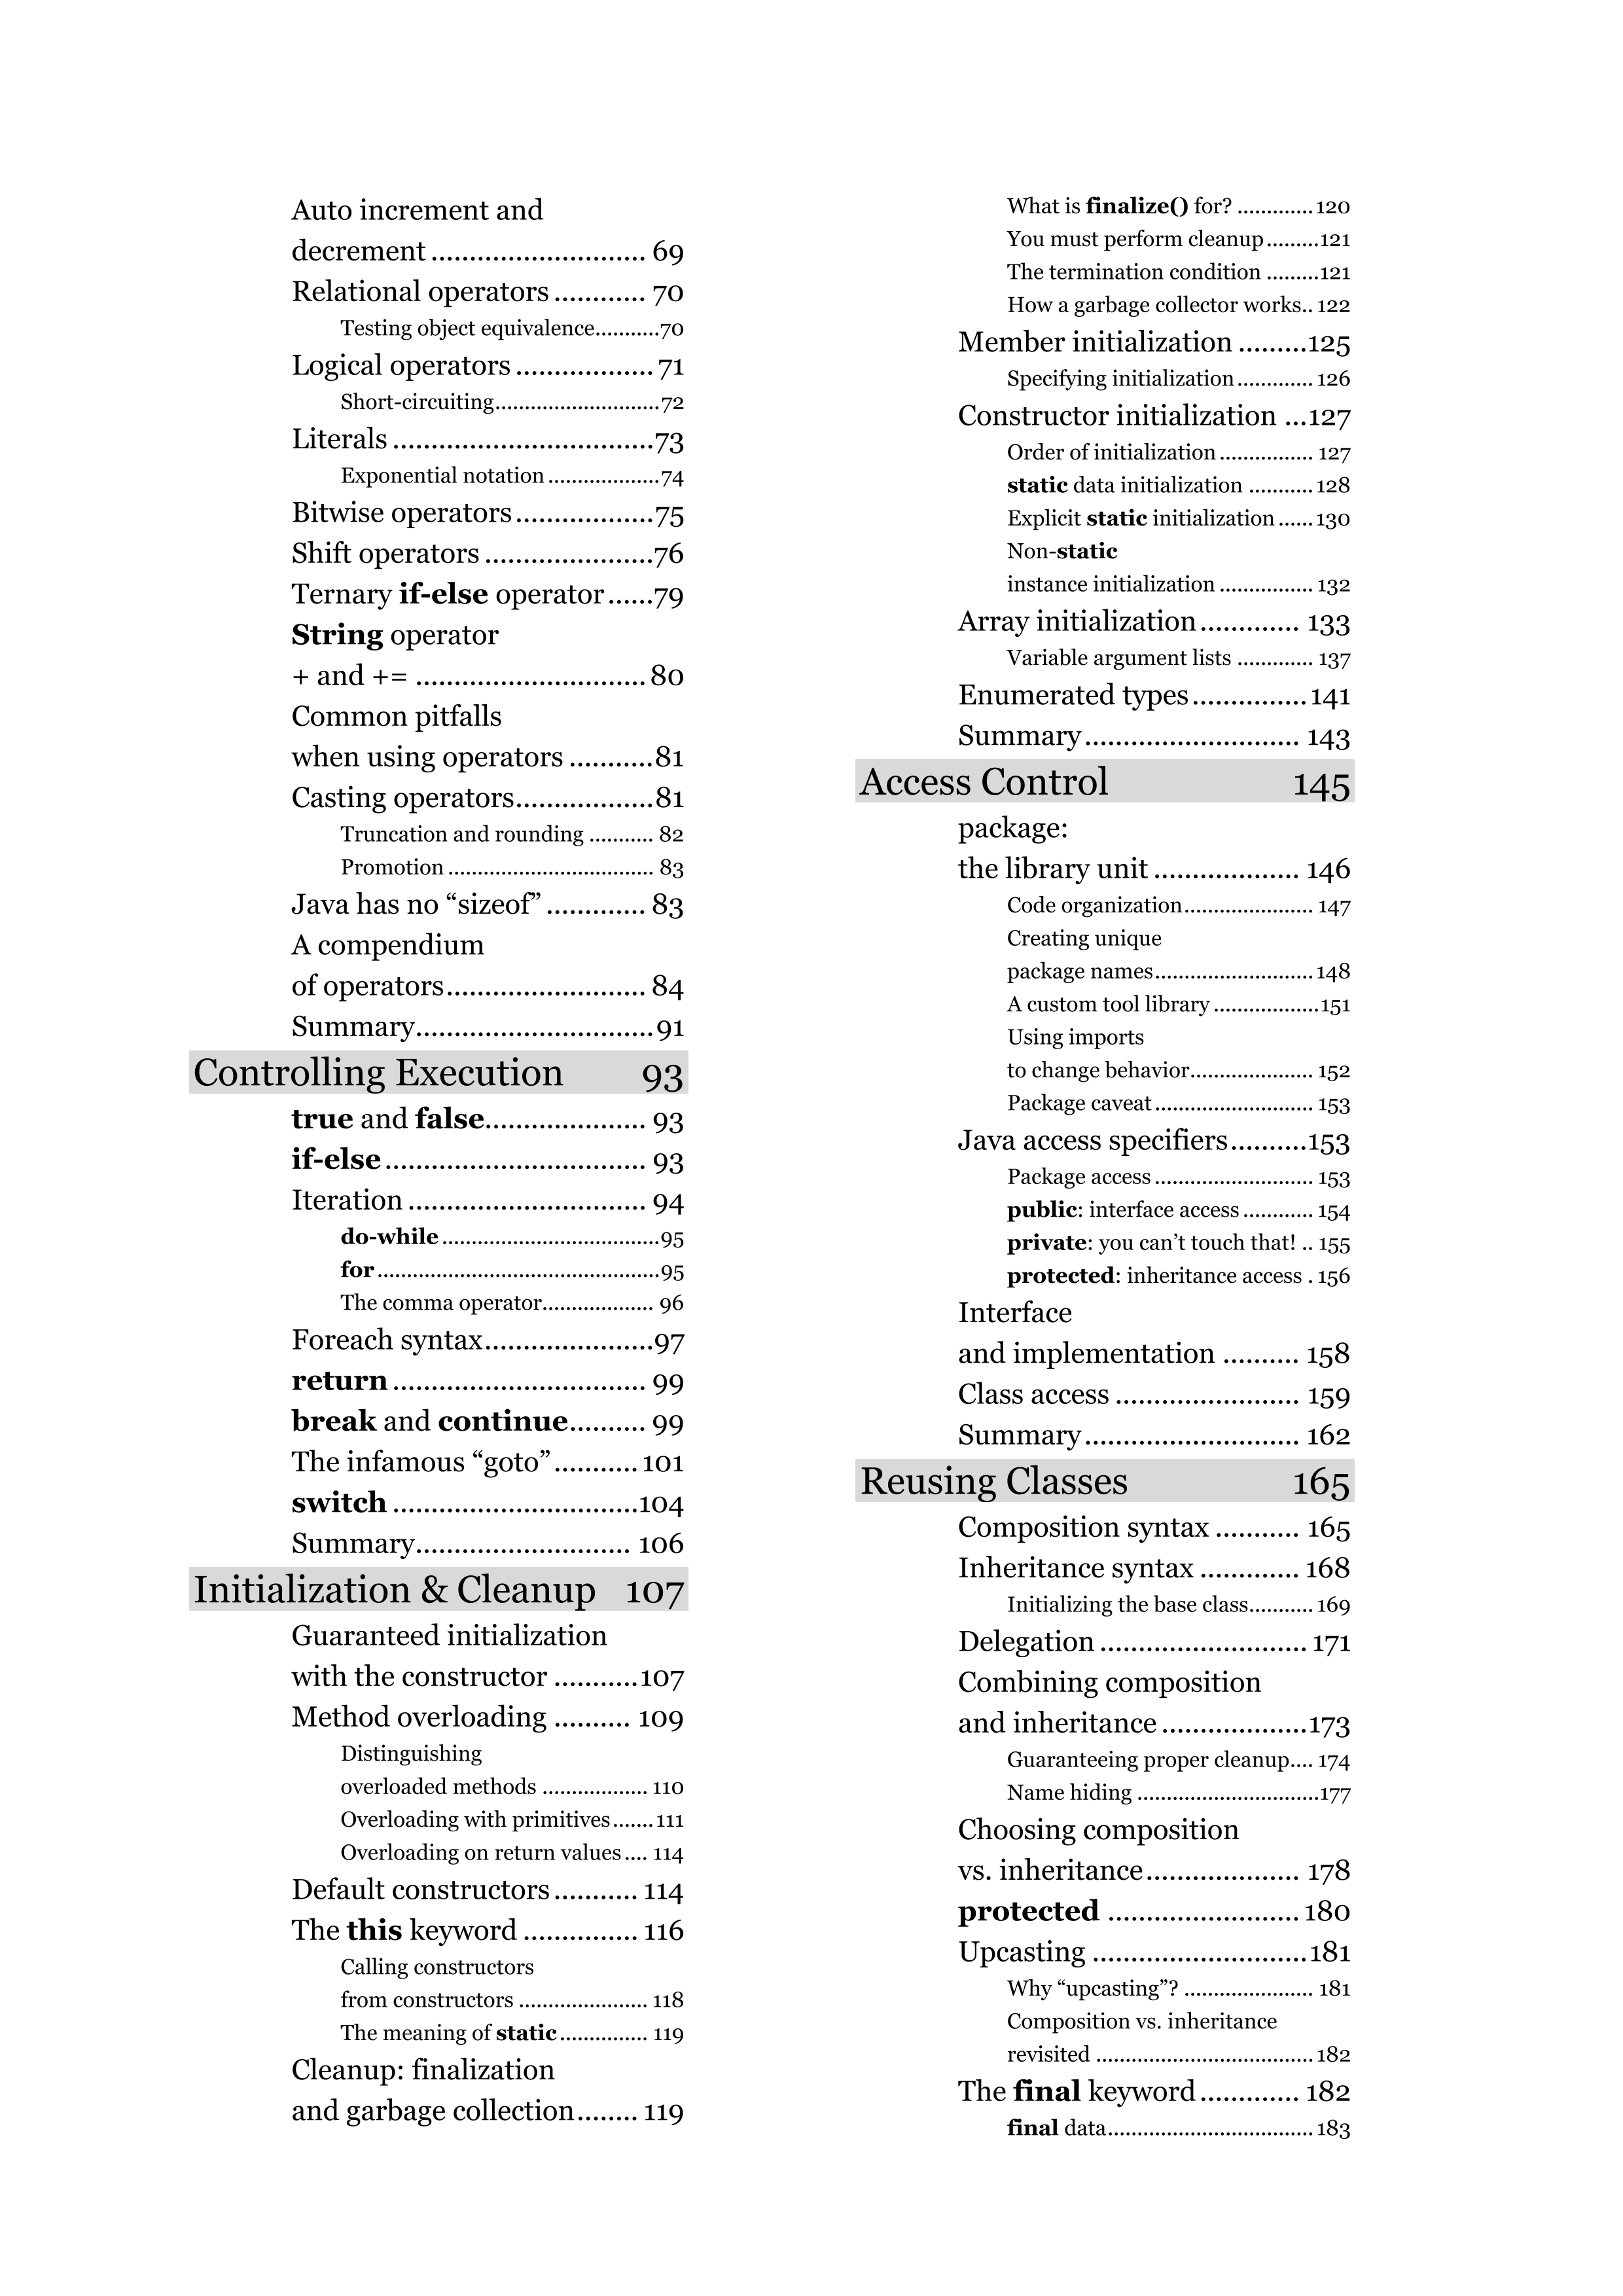 Auto increment and
decrement ........................... 69
Relational operators ............ 70
Testing object equivalence...........70
Logical operators .................. 71
Short-circuiting............................72
Literals ..................................73
Exponential notation ...................74
Bitwise operators ..................75
Shift operators ......................76
Ternary if-else operator ......79
String operator
+ and += .............................. 80
Common pitfalls
when using operators ...........81
Casting operators..................81
Truncation and rounding ........... 82
Promotion ................................... 83
Java has no “sizeof” ............. 83
A compendium
of operators.......................... 84
Summary...............................91
Controlling Execution 93
true and false..................... 93
if-else .................................. 93
Iteration ............................... 94
do-while .....................................95
for ................................................95
The comma operator................... 96
Foreach syntax......................97
return ................................. 99
break and continue.......... 99
The infamous “goto” ........... 101
switch ................................104
Summary............................ 106
Initialization & Cleanup 107
Guaranteed initialization
with the constructor ...........107
Method overloading .......... 109
Distinguishing
overloaded methods .................. 110
Overloading with primitives .......111
Overloading on return values .... 114
Default constructors ........... 114
The this keyword ............... 116
Calling constructors
from constructors ...................... 118
The meaning of static ............... 119
Cleanup: finalization
and garbage collection ........ 119
What is finalize() for? .............120
You must perform cleanup .........121
The termination condition .........121
How a garbage collector works.. 122
Member initialization .........125
Specifying initialization ............. 126
Constructor initialization ...127
Order of initialization ................ 127
static data initialization ...........128
Explicit static initialization ......130
Non-static
instance initialization ................ 132
Array initialization ............. 133
Variable argument lists ............. 137
Enumerated types ............... 141
Summary ............................ 143
Access Control 145
package:
the library unit ................... 146
Code organization...................... 147
Creating unique
package names........................... 148
A custom tool library ..................151
Using imports
to change behavior..................... 152
Package caveat ........................... 153
Java access specifiers ..........153
Package access ........................... 153
public: interface access ............ 154
private: you can’t touch that! .. 155
protected: inheritance access . 156
Interface
and implementation .......... 158
Class access ........................ 159
Summary ............................ 162
Reusing Classes 165
Composition syntax ........... 165
Inheritance syntax ............. 168
Initializing the base class........... 169
Delegation ........................... 171
Combining composition
and inheritance ...................173
Guaranteeing proper cleanup.... 174
Name hiding ...............................177
Choosing composition
vs. inheritance .................... 178
protected ......................... 180
Upcasting ............................181
Why “upcasting”? ...................... 181
Composition vs. inheritance
revisited ..................................... 182
The final keyword ............. 182
final data................................... 183